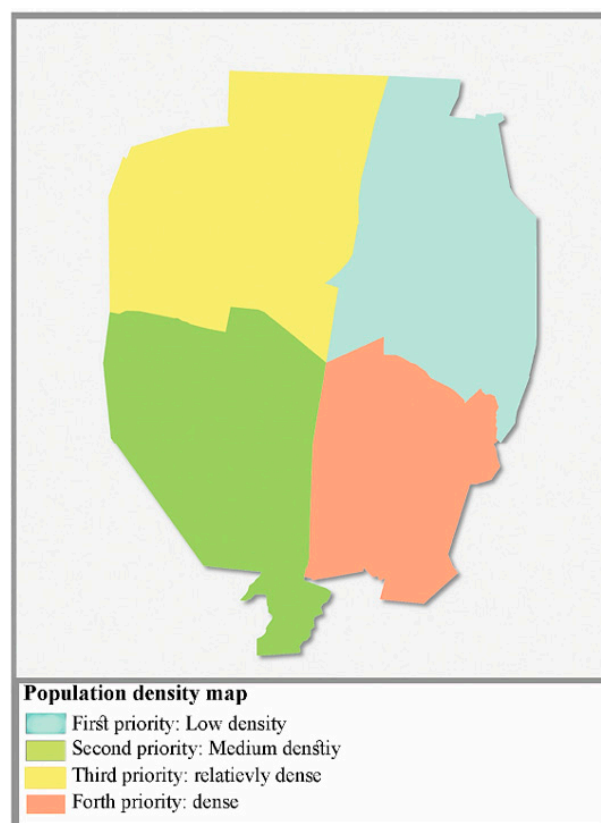 Population density map
First priority: Low density
Second priority: Medium denstiy
Third priority: relatievly dense
Forth priority: dense